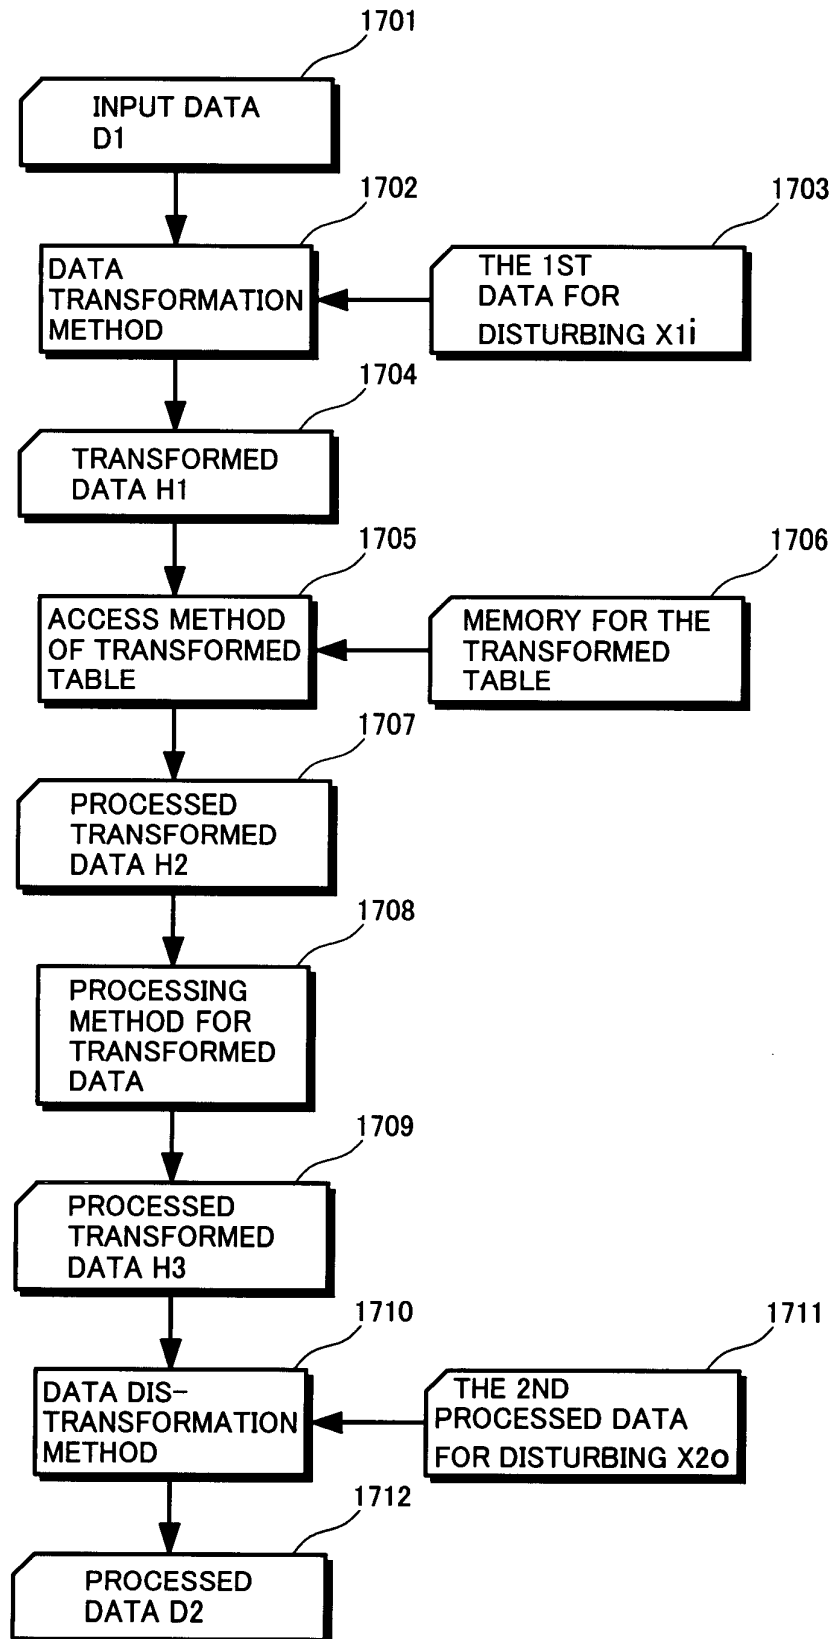 1701
INPUT DATA
D1
1702
1703
DATA
TRANSFORMATION
METHOD
THE 1ST
DATA FOR
DISTURBING X1i
1704
TRANSFORMED
DATA H1
1705
1706
ACCESS METHOD
OF TRANSFORMED
TABLE
MEMORY FOR THE
TRANSFORMED
TABLE
1707
PROCESSED
TRANSFORMED
DATA H2
1708
PROCESSING
METHOD FOR
TRANSFORMED
DATA
1709
PROCESSED
TRANSFORMED
DATA H3
1710
1711
DATA DIS-
TRANSFORMATION
METHOD
THE 2ND
PROCESSED DATA
FOR DISTURBING X2o
1712
PROCESSED
DATA D2